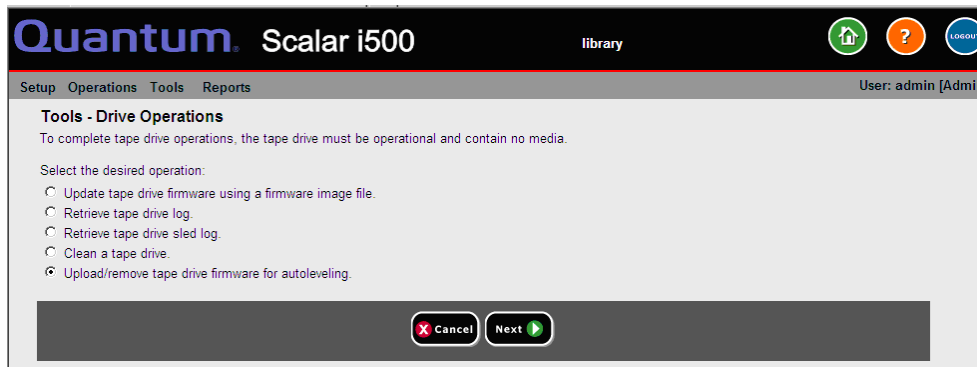 Quantum. Scalar i500 library LOGOUT
Setup Operations Tools Reports User: admin [Admi
Tools - Drive Operations
To complete tape drive operations, the tape drive must be operational and contain no media.
Select the desired operation:
Update tape drive firmware using a firmware image file.
Retrieve tape drive log.
Retrieve tape drive sled log.
Clean a tape drive.
Upload/remove tape drive firmware for autoleveling.
Cancel Next